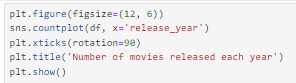 plt.figure(figsize=(12, 6))
sns.countplot(df, x='release_year')
plt.xticks(rotation=90)
plt.title('Number of movies released each year')
plt.show()